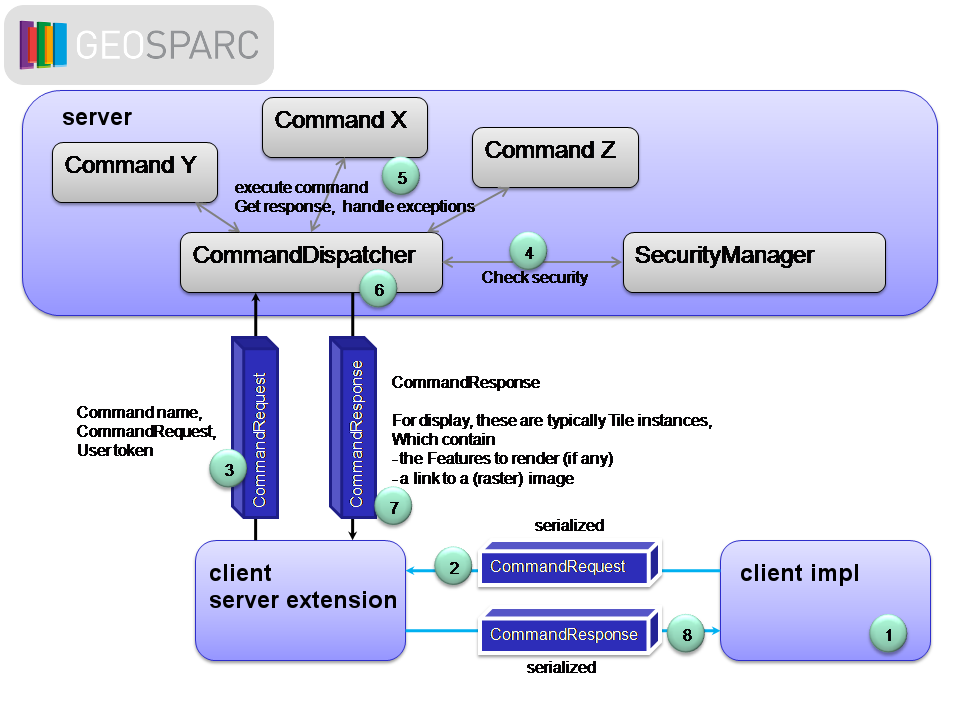 GEOSPARC
server
Command X
Command Y
Command Z
5
execute command
Get response, handle exceptions
CommandDispatcher
4
SecurityManager
Check security
6
CommandRequest
CommandResponse
Command name,
CommandRequest,
User token
3
CommandResponse
For display, these are typically Tile instances,
Which contain
-the Features to render (if any)
- a link to a (raster) image
7
serialized
client
server extension
2
CommandRequest
client impl
CommandResponse
8
1
serialized